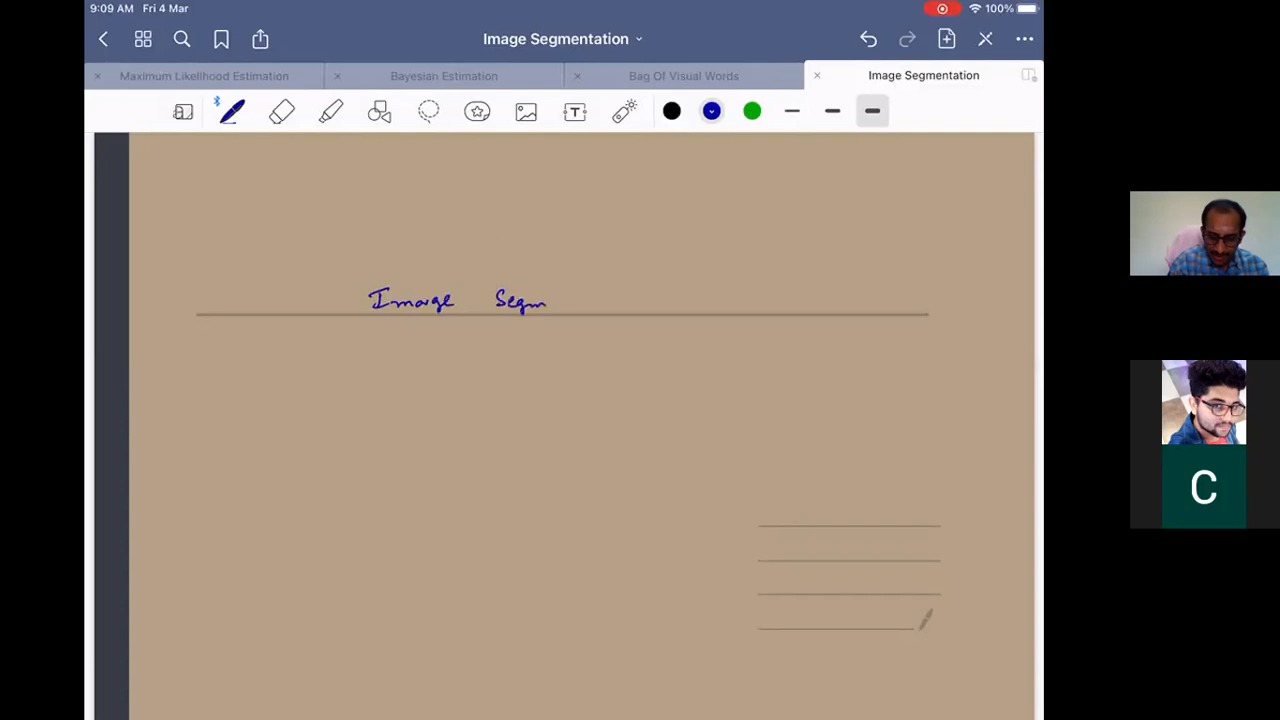 9:09 AM Fri 4 Mar 100%
Image Segmentation
Maximum Likelihood Estimation Bayesian Estimation Bag Of Visual Words Image Segmentation
T
Image Segm
C